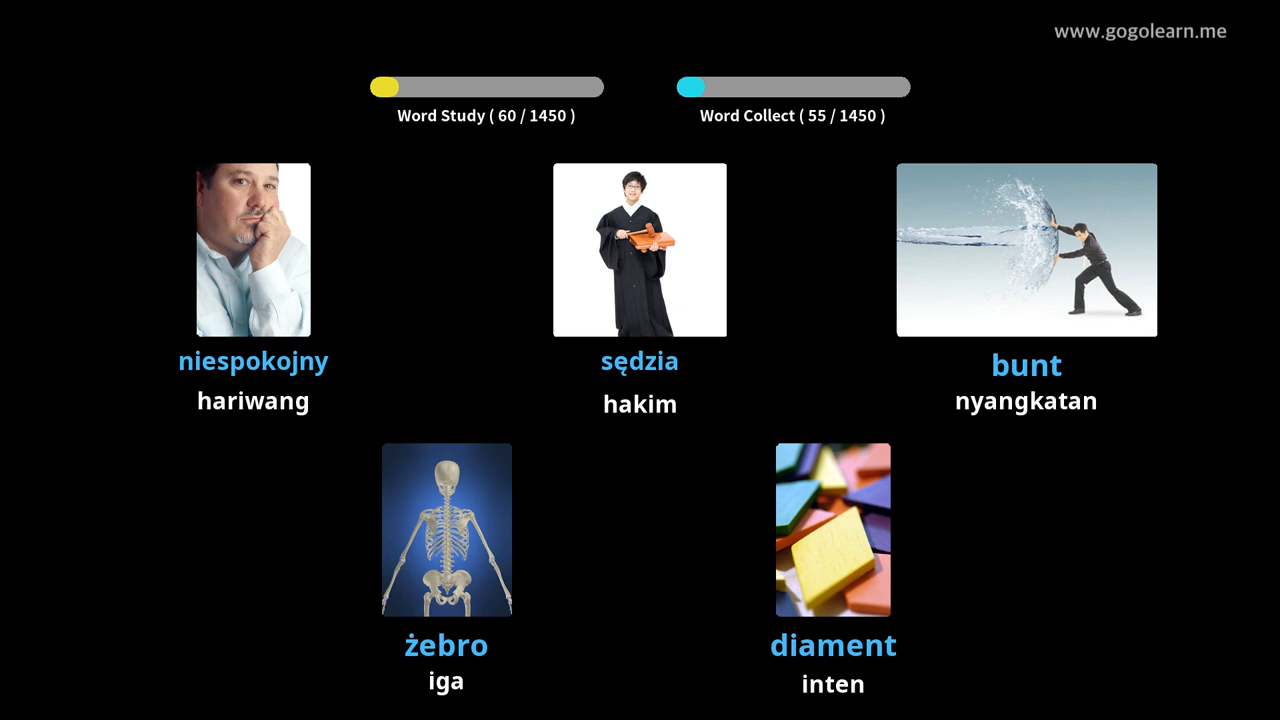 www.gogolearn.me
Word Study ( 60 / 1450 )
Word Collect ( 55 / 1450 )
niespokojny
hariwang
sędzia
hakim
bunt
nyangkatan
żebro
iga
diament
inten